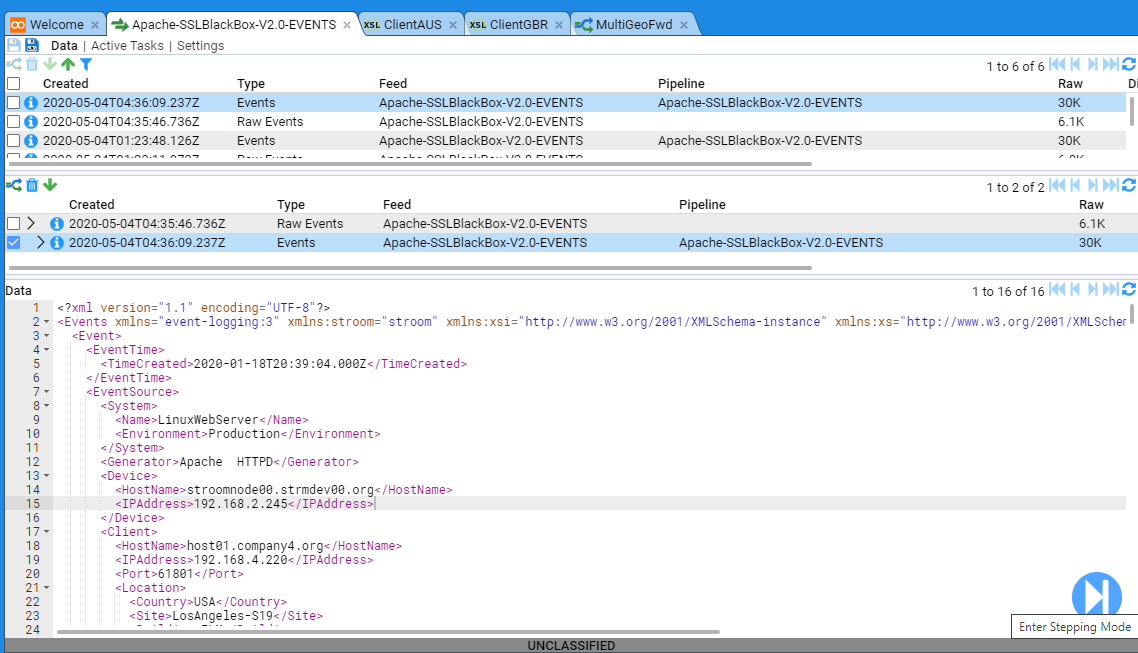 Welcome × Apache-SSLBlackBox-V2.0-EVENTS × XSL ClientAUS × XSL ClientGBR × MultiGeoFwd ×
Data | Active Tasks | Settings
1 to 6 of 6
Created Type Feed Pipeline Raw Di
2020-05-04T04:36:09.237Z Events Apache-SSLBlackBox-V2.0-EVENTS Apache-SSLBlackBox-V2.0-EVENTS 30K
2020-05-04T04:35:46.736Z Raw Events Apache-SSLBlackBox-V2.0-EVENTS 6.1K
2020-05-04T01:23:48.126Z Events Apache-SSLBlackBox-V2.0-EVENTS Apache-SSLBlackBox-V2.0-EVENTS 30K
1 to 2 of 2
Created Type Feed Pipeline Raw
2020-05-04T04:35:46.736Z Raw Events Apache-SSLBlackBox-V2.0-EVENTS 6.1K
2020-05-04T04:36:09.237Z Events Apache-SSLBlackBox-V2.0-EVENTS Apache-SSLBlackBox-V2.0-EVENTS 30K
Data
1 to 16 of 16
1 <?xml version="1.1" encoding="UTF-8"?>
2 <Events xmlns="event-logging:3" xmlns:stroom="stroom" xmlns:xsi="http://www.w3.org/2001/XMLSchema-instance" xmlns:xs="http://www.w3.org/2001/XMLSchem
3 <Event>
4 <EventTime>
5 <TimeCreated>2020-01-18T20:39:04.000Z</TimeCreated>
6 </EventTime>
7 <EventSource>
8 <System>
9 <Name>LinuxWebServer</Name>
10 <Environment>Production</Environment>
11 </System>
12 <Generator>Apache  HTTPD</Generator>
13 <Device>
14 <HostName>stroomnode00.strmdev00.org</HostName>
15 <IPAddress>192.168.2.245</IPAddress>
16 </Device>
17 <Client>
18 <HostName>host01.company4.org</HostName>
19 <IPAddress>192.168.4.220</IPAddress>
20 <Port>61801</Port>
21 <Location>
22 <Country>USA</Country>
23 <Site>LosAngeles-S19</Site>
24
Enter Stepping Mode
UNCLASSIFIED